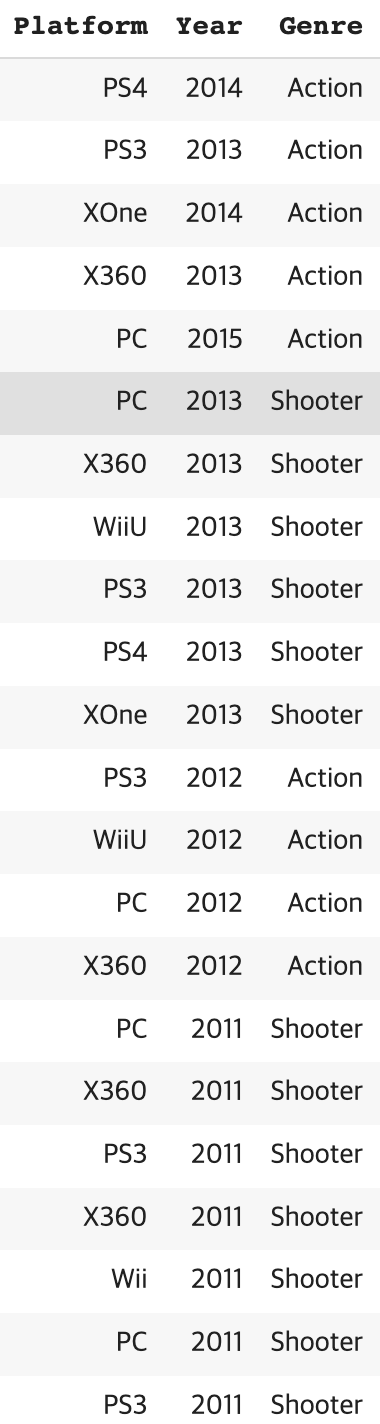 Platform Year Genre
PS4 2014 Action
PS3 2013 Action
XOne 2014 Action
X360 2013 Action
PC 2015 Action
PC 2013 Shooter
X360 2013 Shooter
WiiU 2013 Shooter
PS3 2013 Shooter
PS4 2013 Shooter
XOne 2013 Shooter
PS3 2012 Action
WiiU 2012 Action
PC 2012 Action
X360 2012 Action
PC 2011 Shooter
X360 2011 Shooter
PS3 2011 Shooter
X360 2011 Shooter
Wii 2011 Shooter
PC 2011 Shooter
PS3 2011 Shooter